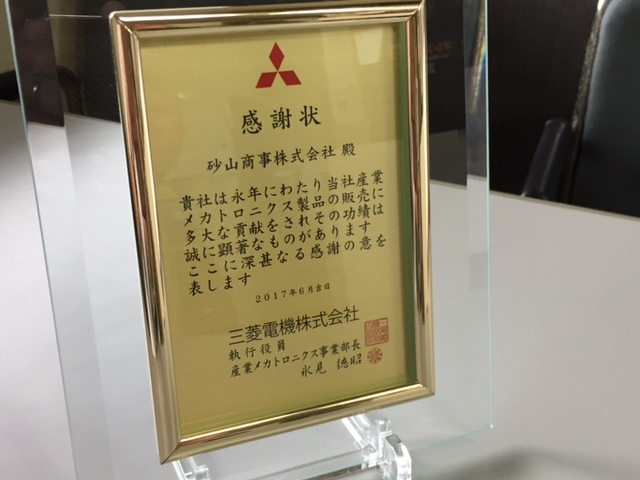 感謝状
砂山商事株式会社 殿
貴社は永年にわたり当社産業
メカトロニクス製品の販売に
多大な貢献をされその功績は
誠に顕著なものがあります
ここに深甚なる感謝の意を
表します
2017年6月吉日
三菱電機株式会社
執行役員
産業メカトロニクス事業部長
氷見 徳昭